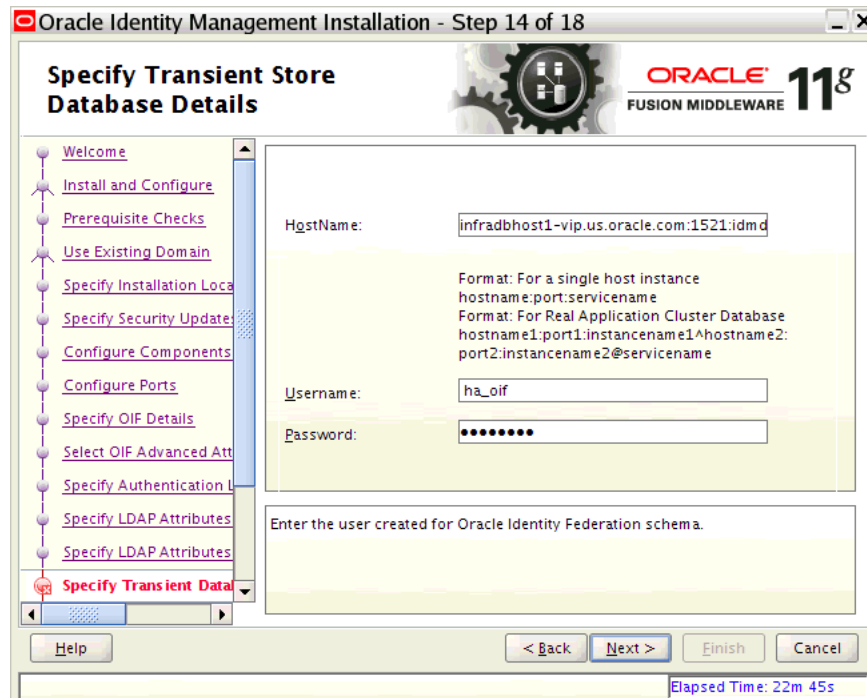 Oracle Identity Management Installation - Step 14 of 18
Specify Transient Store
Database Details
ORACLE
FUSION MIDDLEWARE
11g
Welcome
Install and Configure
Prerequisite Checks
Use Existing Domain
Specify Installation Loca
Specify Security Updates
Configure Components
Configure Ports
Specify OIF Details
Select OIF Advanced Att
Specify Authentication L
Specify LDAP Attributes
Specify LDAP Attributes
Specify Transient Data
HostName:
infradbhost1-vip.us.oracle.com:1521:idmd
Format: For a single host instance
hostname:port:servicename
Format: For Real Application Cluster Database
hostname1:port1:instancename1^hostname2:
port2:instancename2@servicename
Username:
ha_oif
Password:
••••••••
Enter the user created for Oracle Identity Federation schema.
Help
< Back
Next >
Finish
Cancel
Elapsed Time: 22m 45s